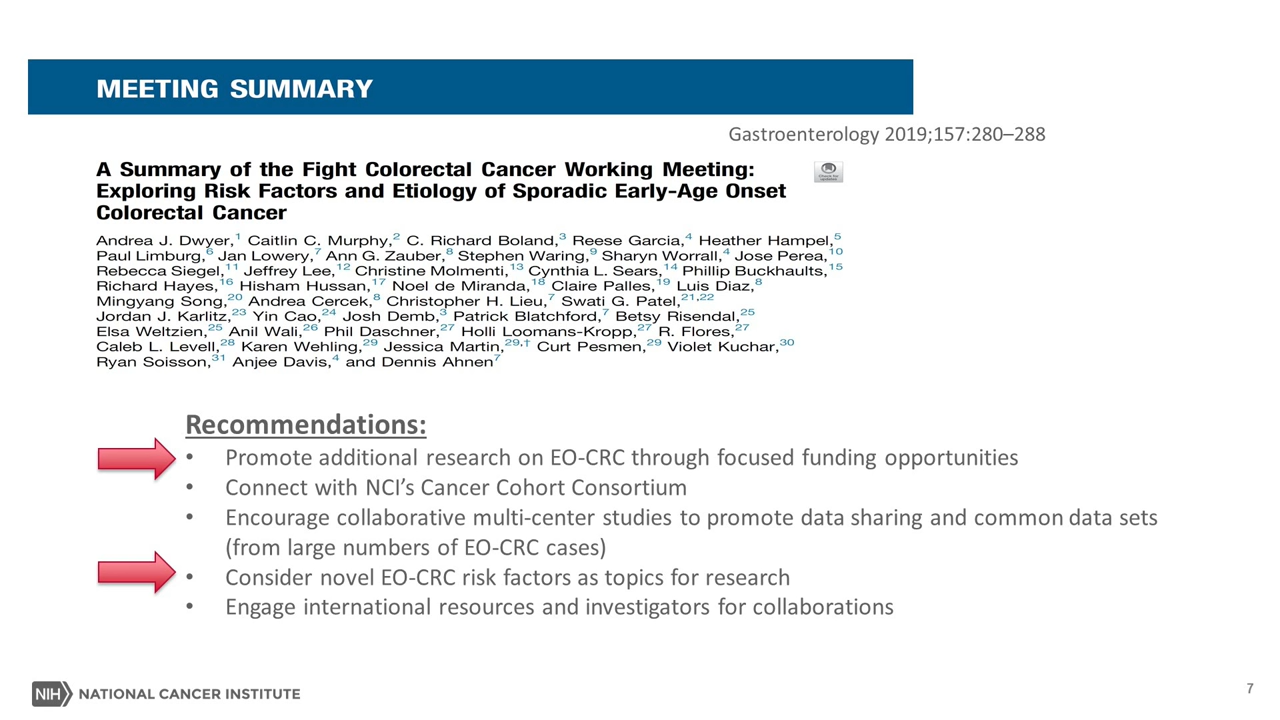 MEETING SUMMARY
Gastroenterology 2019;157:280–288
A Summary of the Fight Colorectal Cancer Working Meeting:
Exploring Risk Factors and Etiology of Sporadic Early-Age Onset
Colorectal Cancer
Andrea J. Dwyer,1 Caitlin C. Murphy,2 C. Richard Boland,3 Reese Garcia,4 Heather Hampel,5
Paul Limburg,6 Jan Lowery,7 Ann G. Zauber,8 Stephen Waring,9 Sharyn Worrall,4 Jose Perea,10
Rebecca Siegel,11 Jeffrey Lee,12 Christine Molmenti,13 Cynthia L. Sears,14 Phillip Buckhaults,15
Richard Hayes,16 Hisham Hussan,17 Noel de Miranda,18 Claire Palles,19 Luis Diaz,8
Mingyang Song,20 Andrea Cercek,8 Christopher H. Lieu,7 Swati G. Patel,21,22
Jordan J. Karlitz,23 Yin Cao,24 Josh Demb,3 Patrick Blatchford,7 Betsy Risendal,25
Elsa Weltzien,25 Anil Wali,26 Phil Daschner,27 Holli Loomans-Kropp,27 R. Flores,27
Caleb L. Levell,28 Karen Wehling,29 Jessica Martin,29,† Curt Pesmen,29 Violet Kuchar,30
Ryan Soisson,31 Anjee Davis,4 and Dennis Ahnen7
Recommendations:
• Promote additional research on EO-CRC through focused funding opportunities
• Connect with NCI’s Cancer Cohort Consortium
• Encourage collaborative multi-center studies to promote data sharing and common data sets
(from large numbers of EO-CRC cases)
• Consider novel EO-CRC risk factors as topics for research
• Engage international resources and investigators for collaborations
NIH NATIONAL CANCER INSTITUTE
7